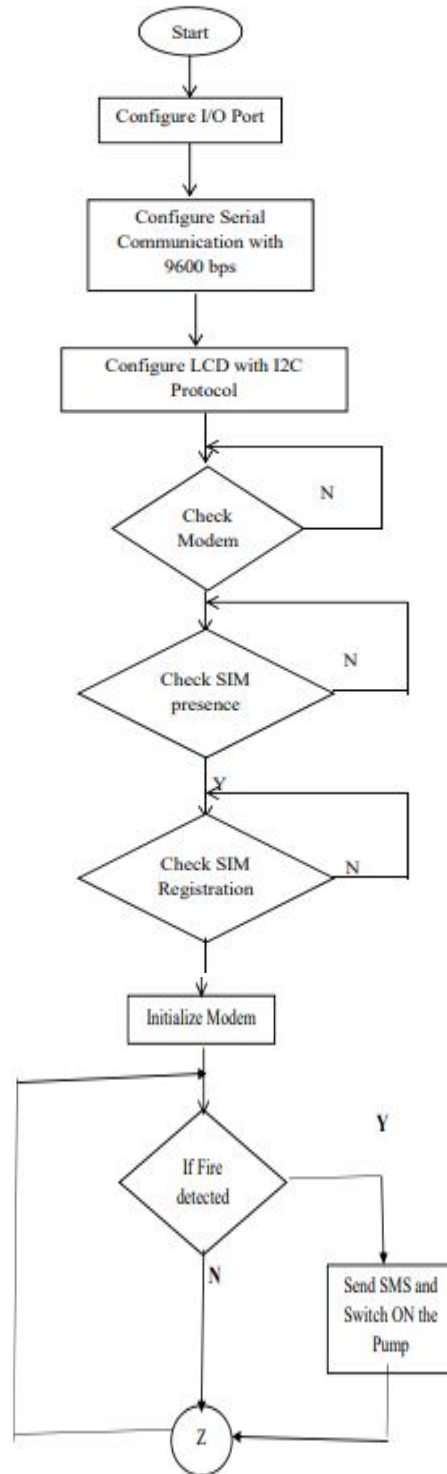 Start
Configure I/O Port
Configure Serial
Communication with
9600 bps
Configure LCD with I2C
Protocol
N
Check
Modem
N
Check SIM
presence
Y
Check SIM
Registration
N
Initialize Modem
Y
If Fire
detected
N
Send SMS and
Switch ON the
Pump
Z